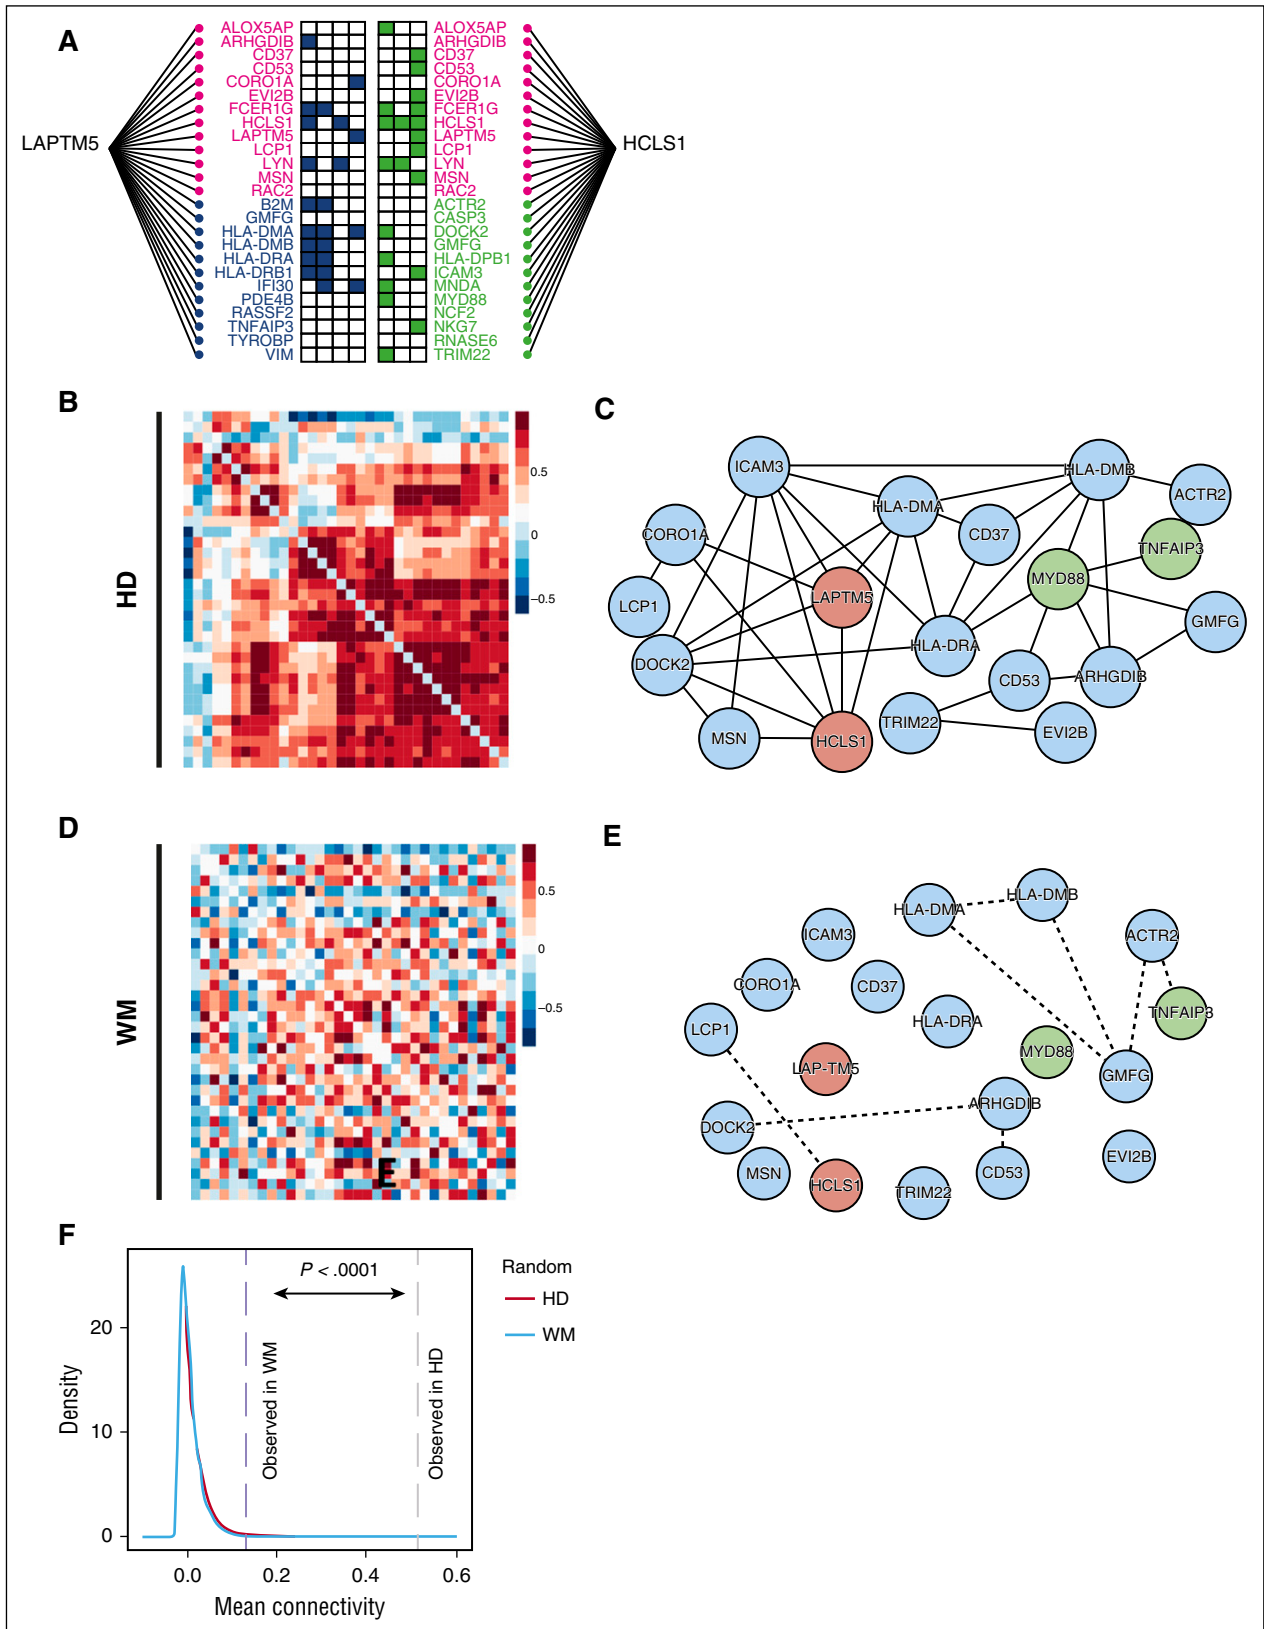 A
LAPTM5
ALOX5AP
ARHGDIB
CD37
CD53
CORO1A
EVI2B
FCER1G
HCLS1
LAPTM5
LCP1
LYN
MSN
RAC2
B2M
GMFG
HLA-DMA
HLA-DMB
HLA-DRA
HLA-DRB1
IFI30
PDE4B
RASSF2
TNFAIP3
TYROBP
VIM
ALOX5AP
ARHGDIB
CD37
CD53
CORO1A
EVI2B
FCER1G
HCLS1
LAPTM5
LCP1
LYN
MSN
RAC2
ACTR2
CASP3
DOCK2
GMFG
HLA-DPB1
ICAM3
MNDA
MYD88
NCF2
NKG7
RNASE6
TRIM22
HCLS1
B
HD
0.5
0
−0.5
C
ICAM3
HLA-DMB
ACTR2
HLA-DMA
CORO1A
CD37
TNFAIP3
MYD88
LAPTM5
LCP1
GMFG
HLA-DRA
DOCK2
CD53
ARHGDIB
TRIM22
EVI2B
MSN
HCLS1
D
WM
0.5
0
−0.5
E
E
HLA-DMB
HLA-DMA
ICAM3
ACTR2
CORO1A
CD37
TNFAIP3
HLA-DRA
LCP1
MYD88
LAP-TM5
GMFG
ARHGDIB
DOCK2
EVI2B
MSN
CD53
HCLS1
TRIM22
F
P < .0001
Observed in WM
Observed in HD
Random
HD
WM
Density
20
10
0
0.0 0.2 0.4 0.6
Mean connectivity